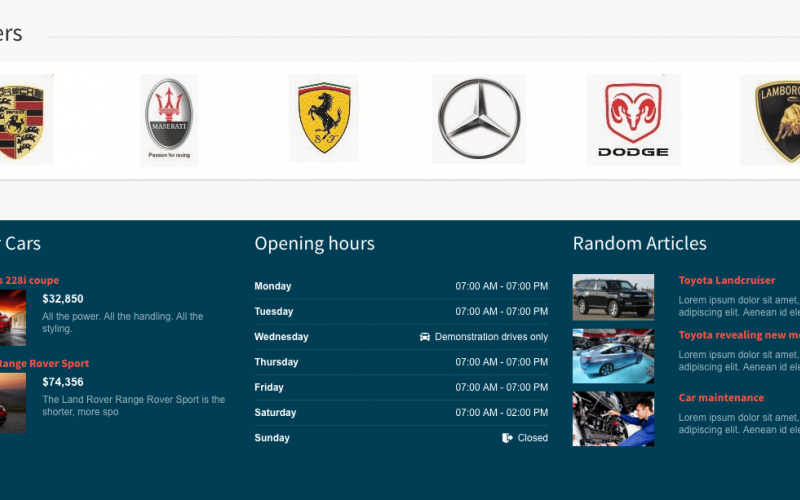 ers
MASERATI
Passion for racing
S F
DODGE
LAMBORG
Cars
s 228i coupe
$32,850
All the power. All the handling. All the
styling.
Range Rover Sport
$74,356
The Land Rover Range Rover Sport is the
shorter, more spo
Opening hours
Monday 07:00 AM - 07:00 PM
Tuesday 07:00 AM - 07:00 PM
Wednesday Demonstration drives only
Thursday 07:00 AM - 07:00 PM
Friday 07:00 AM - 07:00 PM
Saturday 07:00 AM - 02:00 PM
Sunday Closed
Random Articles
Toyota Landcruiser
Lorem ipsum dolor sit amet,
adipiscing elit. Aenean id ele
Toyota revealing new m
Lorem ipsum dolor sit amet,
adipiscing elit. Aenean id ele
Car maintenance
Lorem ipsum dolor sit amet,
adipiscing elit. Aenean id ele